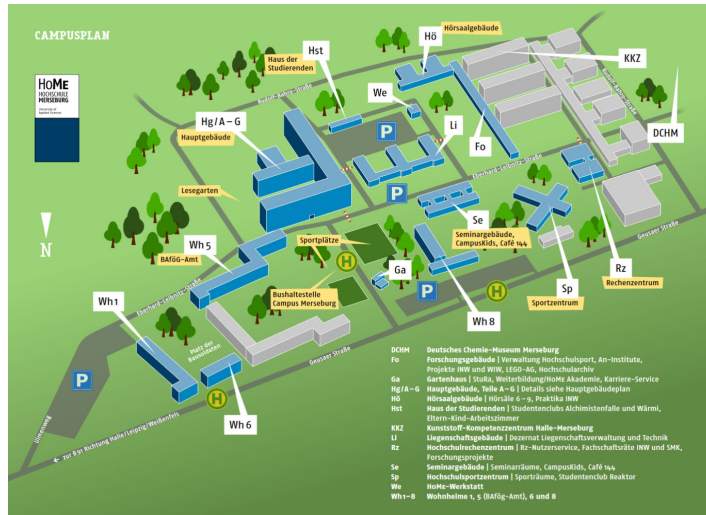 CAMPUSPLAN
HOME
HOCHSCHULE
MERSEBURG
University of
Applied Sciences
N
Hörsaalgebäude
Hö
KKZ
Hst
Haus der
Studierenden
Rudolf-Bahro-Straße
Rudolf-Bahro-Straße
We
Hg/A–G
Hauptgebäude
P
Li
Fo
DCHM
Eberhard-Leibnitz-Straße
Lesegarten
P
Se
Seminargebäude,
CampusKids, Café 144
Geusaer Straße
Wh 5
BAföG-Amt
Sportplätze
H
Ga
Rz
Rechenzentrum
Sp
Sportzentrum
Eberhard-Leibnitz-Straße
Bushaltestelle
Campus Merseburg
P
H
Wh 8
Wh 1
Platz der
Bausoldaten
Geusaer Straße
P
Wh 6
H
Ulmenweg
← zur B91 Richtung Halle/Leipzig/Weißenfels
DCHM Deutsches Chemie-Museum Merseburg
Fo Forschungsgebäude | Verwaltung Hochschulsport, An-Institute,
Projekte INW und WIW, LEGO-AG, Hochschularchiv
Ga Gartenhaus | StuRa, Weiterbildung/HoMe Akademie, Karriere-Service
Hg/A–G Hauptgebäude, Teile A–G | Details siehe Hauptgebäudeplan
Hö Hörsaalgebäude | Hörsäle 6–9, Praktika INW
Hst Haus der Studierenden | Studentenclubs Alchimistenfalle und Wärmi,
Eltern-Kind-Arbeitszimmer
KKZ Kunststoff-Kompetenzzentrum Halle-Merseburg
Li Liegenschaftsgebäude | Dezernat Liegenschaftsverwaltung und Technik
Rz Hochschulrechenzentrum | Rz-Nutzerservice, Fachschaftsräte INW und SMK,
Forschungsprojekte
Se Seminargebäude | Seminarräume, CampusKids, Café 144
Sp Hochschulsportzentrum | Sporträume, Studentenclub Reaktor
We HoMe-Werkstatt
Wh1–8 Wohnheime 1, 5 (BAfög-Amt), 6 und 8